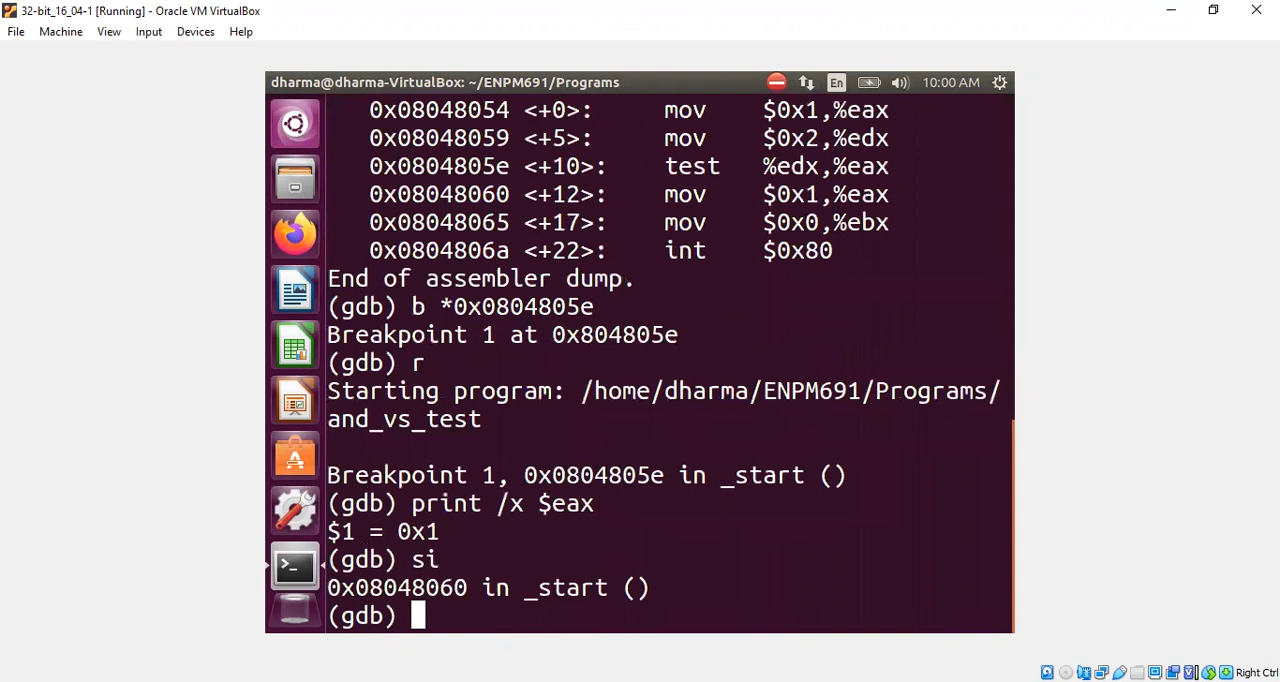 32-bit_16_04-1 [Running] - Oracle VM VirtualBox
File Machine View Input Devices Help
dharma@dharma-VirtualBox: ~/ENPM691/Programs En 10:00 AM
0x08048054 <+0>: mov $0x1,%eax
0x08048059 <+5>: mov $0x2,%edx
0x0804805e <+10>: test %edx,%eax
0x08048060 <+12>: mov $0x1,%eax
0x08048065 <+17>: mov $0x0,%ebx
0x0804806a <+22>: int $0x80
End of assembler dump.
(gdb) b *0x0804805e
Breakpoint 1 at 0x804805e
(gdb) r
Starting program: /home/dharma/ENPM691/Programs/
and_vs_test
Breakpoint 1, 0x0804805e in _start ()
(gdb) print /x $eax
$1 = 0x1
(gdb) si
0x08048060 in _start ()
(gdb)
Right Ctrl